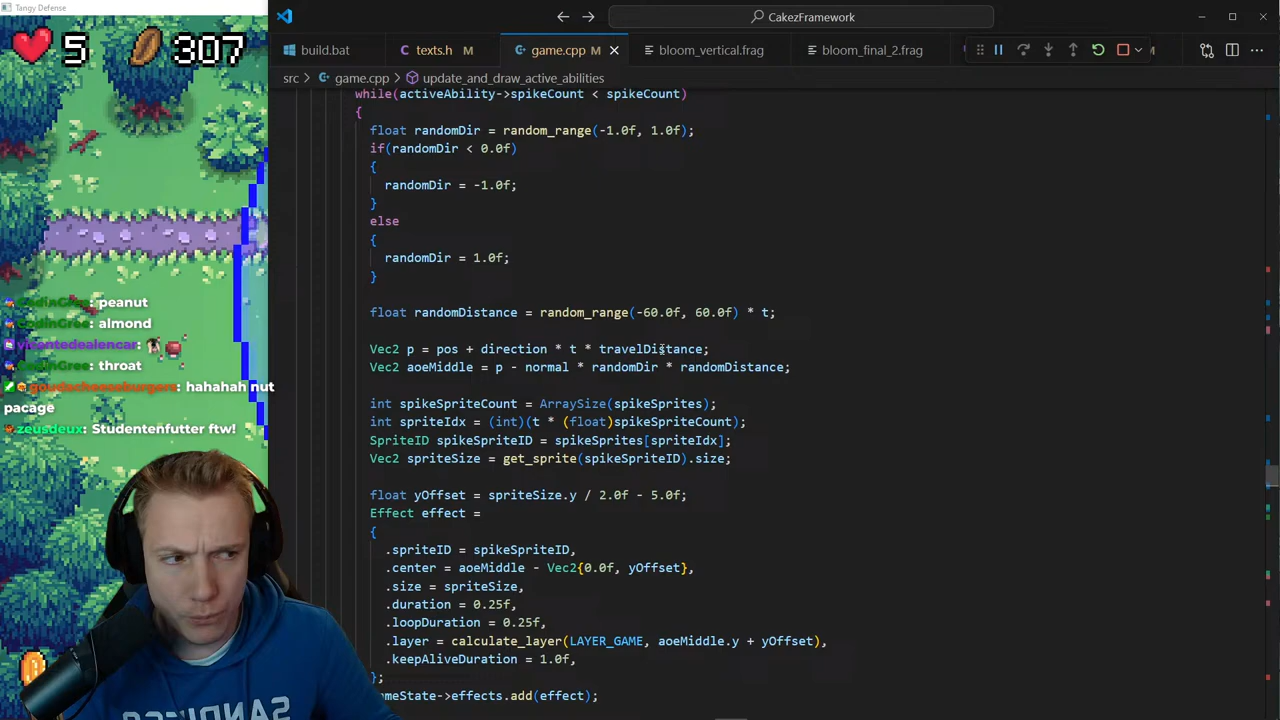 Tangy Defense
5
307
CakezFramework
build.bat
texts.h M
game.cpp M
bloom_vertical.frag
bloom_final_2.frag
M
src > game.cpp > update_and_draw_active_abilities
while(activeAbility->spikeCount < spikeCount)
{
float randomDir = random_range(-1.0f, 1.0f);
if(randomDir < 0.0f)
{
randomDir = -1.0f;
}
else
{
randomDir = 1.0f;
}
float randomDistance = random_range(-60.0f, 60.0f) * t;
Vec2 p = pos + direction * t * travelDistance;
Vec2 aoeMiddle = p - normal * randomDir * randomDistance;
int spikeSpriteCount = ArraySize(spikeSprites);
int spriteIdx = (int)(t * (float)spikeSpriteCount);
SpriteID spikeSpriteID = spikeSprites[spriteIdx];
Vec2 spriteSize = get_sprite(spikeSpriteID).size;
float yOffset = spriteSize.y / 2.0f - 5.0f;
Effect effect =
{
.spriteID = spikeSpriteID,
.center = aoeMiddle - Vec2{0.0f, yOffset},
.size = spriteSize,
.duration = 0.25f,
.loopDuration = 0.25f,
.layer = calculate_layer(LAYER_GAME, aoeMiddle.y + yOffset),
.keepAliveDuration = 1.0f,
};
meState->effects.add(effect);
CodinGree: peanut
CodinGree: almond
vicentedealencar:
CodinGree: throat
goudacheeseburgers: hahahah nut
pacage
zeusdeux: Studentenfutter ftw!